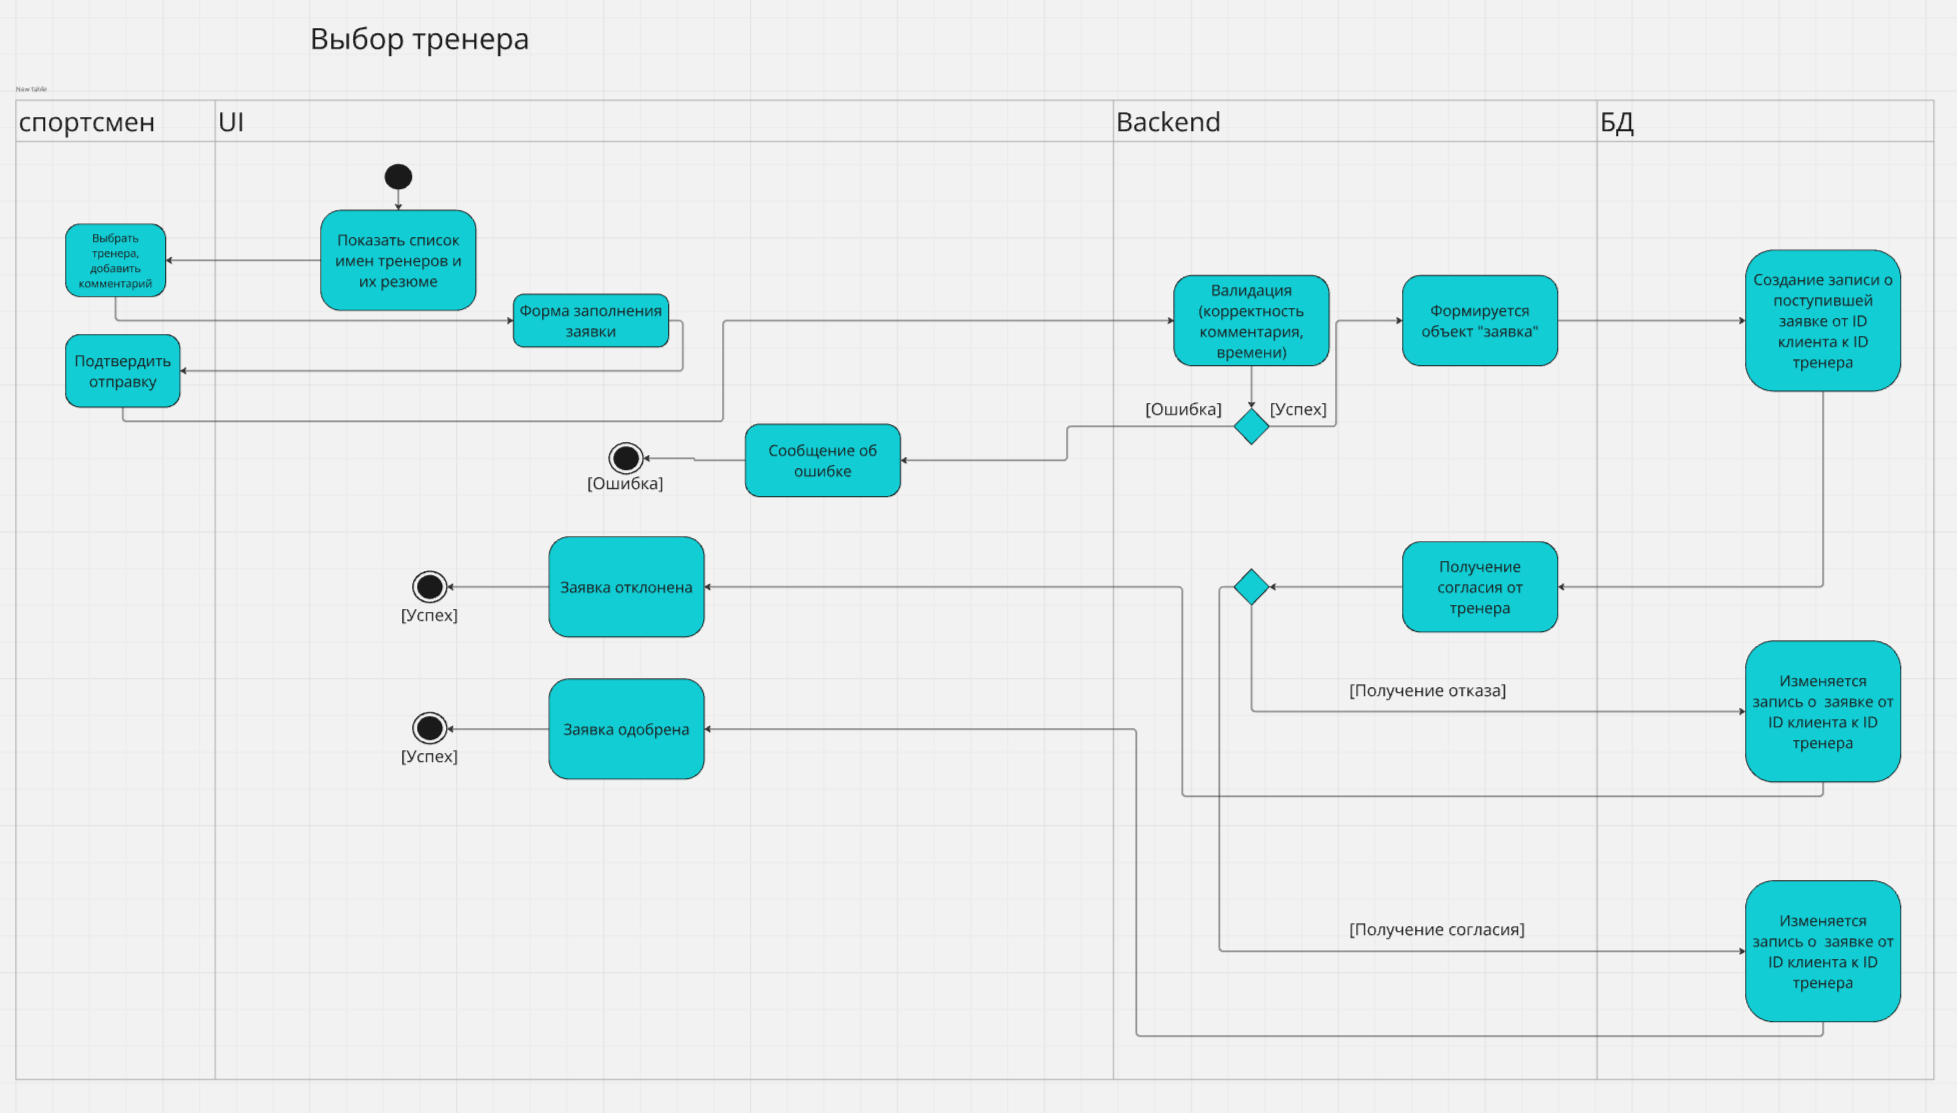 Выбор тренера
New table
спортсмен
UI
Backend
БД
Выбрать
тренера,
добавить
комментарий
Показать список
имен тренеров и
их резюме
Форма заполнения
заявки
Подтвердить
отправку
Валидация
(корректность
комментария,
времени)
Формируется
объект "заявка"
Создание записи о
поступившей
заявке от ID
клиента к ID
тренера
[Ошибка]
[Успех]
Сообщение об
ошибке
[Ошибка]
Заявка отклонена
[Успех]
Получение
согласия от
тренера
[Получение отказа]
Изменяется
запись о  заявке от
ID клиента к ID
тренера
Заявка одобрена
[Успех]
[Получение согласия]
Изменяется
запись о  заявке от
ID клиента к ID
тренера